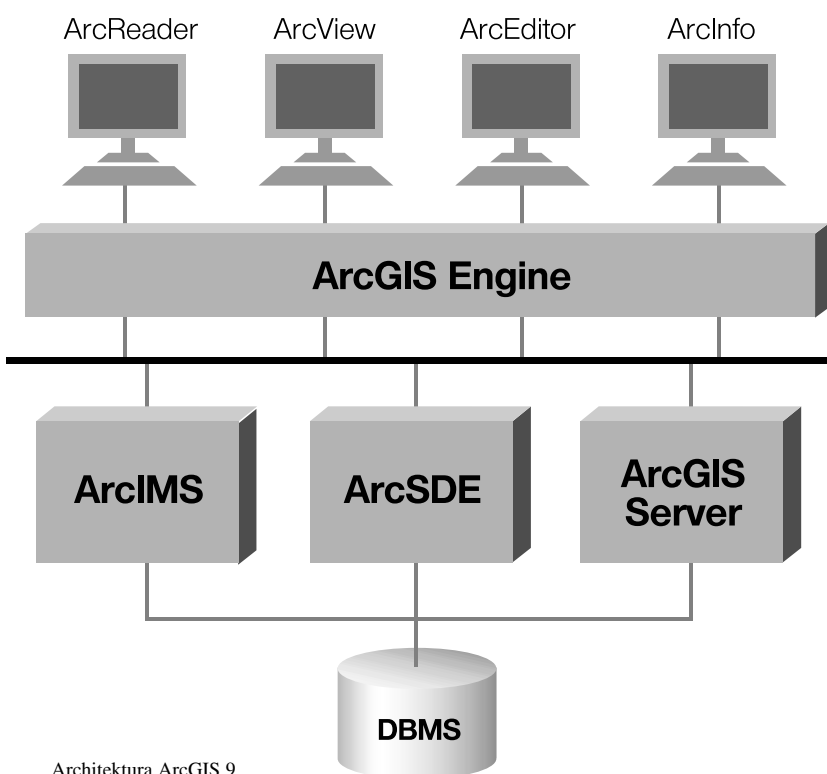 ArcReader ArcView ArcEditor ArcInfo
ArcGIS Engine
ArcIMS
ArcSDE
ArcGIS
Server
DBMS
Architektura ArcGIS 9